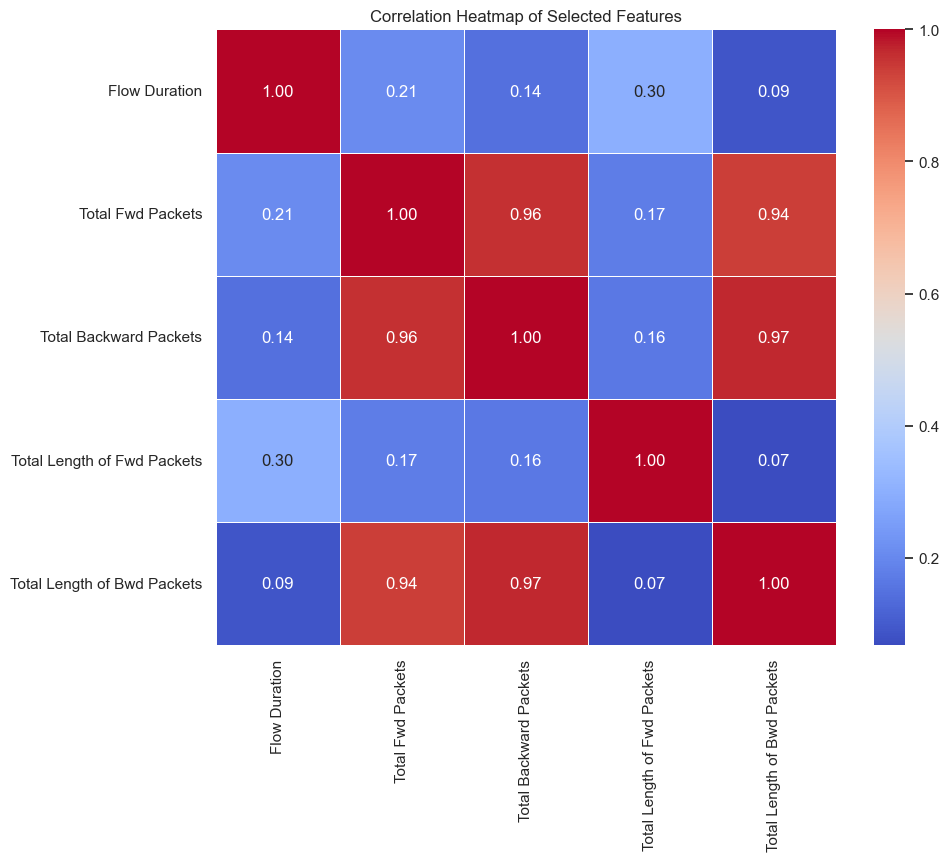 Correlation Heatmap of Selected Features
Flow Duration 1.00 0.21 0.14 0.30 0.09
Total Fwd Packets 0.21 1.00 0.96 0.17 0.94
Total Backward Packets 0.14 0.96 1.00 0.16 0.97
Total Length of Fwd Packets 0.30 0.17 0.16 1.00 0.07
Total Length of Bwd Packets 0.09 0.94 0.97 0.07 1.00
Flow Duration
Total Fwd Packets
Total Backward Packets
Total Length of Fwd Packets
Total Length of Bwd Packets
1.0
0.8
0.6
0.4
0.2